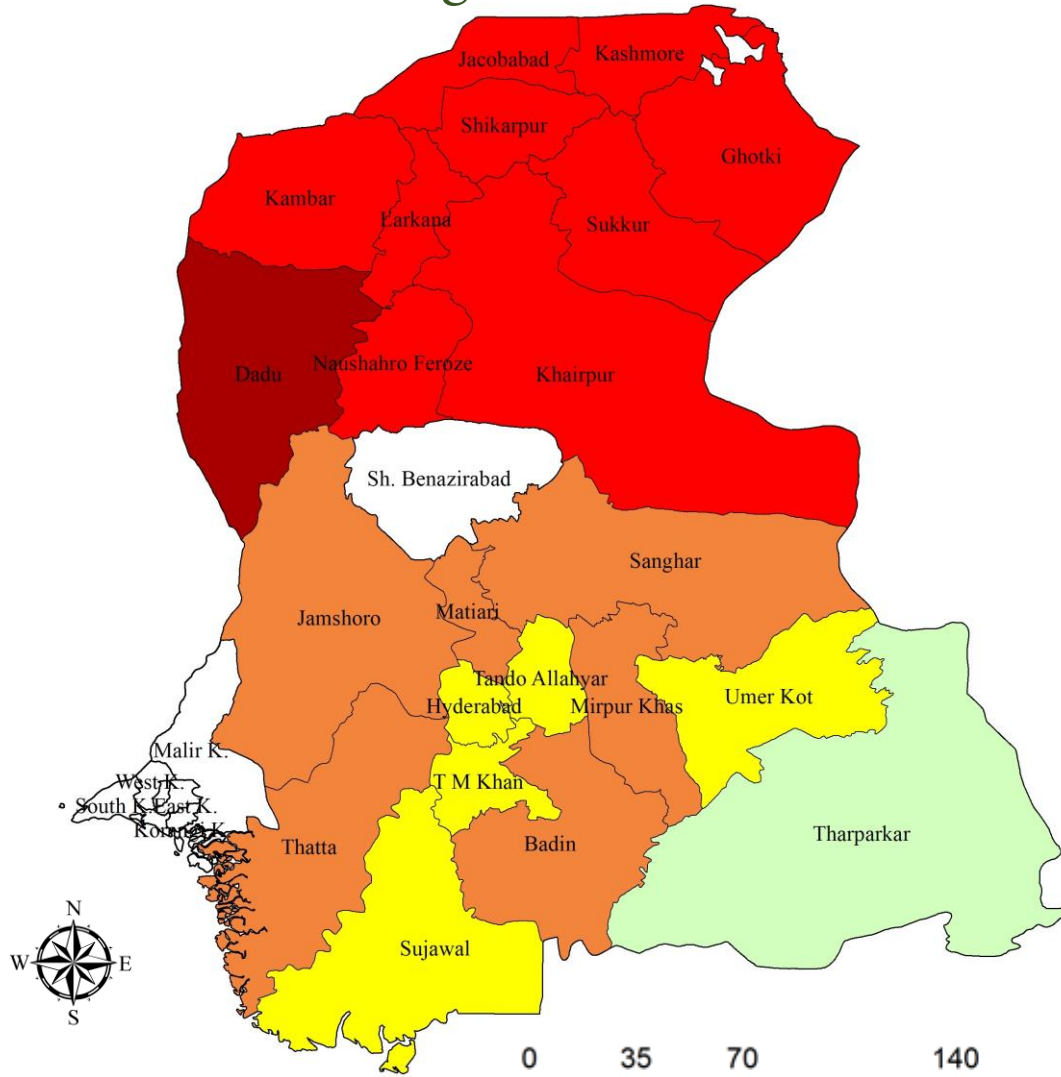 Jacobabad
Kashmore
Shikarpur
Ghotki
Kambar
Larkana
Sukkur
Dadu
Naushahro Feroze
Khairpur
Sh. Benazirabad
Sanghar
Jamshoro
Matiari
Tando Allahyar
Umer Kot
Hyderabad
Mirpur Khas
Malir K.
West K.
T M Khan
South K.
East K.
Korangi K.
Thatta
Badin
Tharparkar
Sujawal
N
W
E
S
0 35 70 140